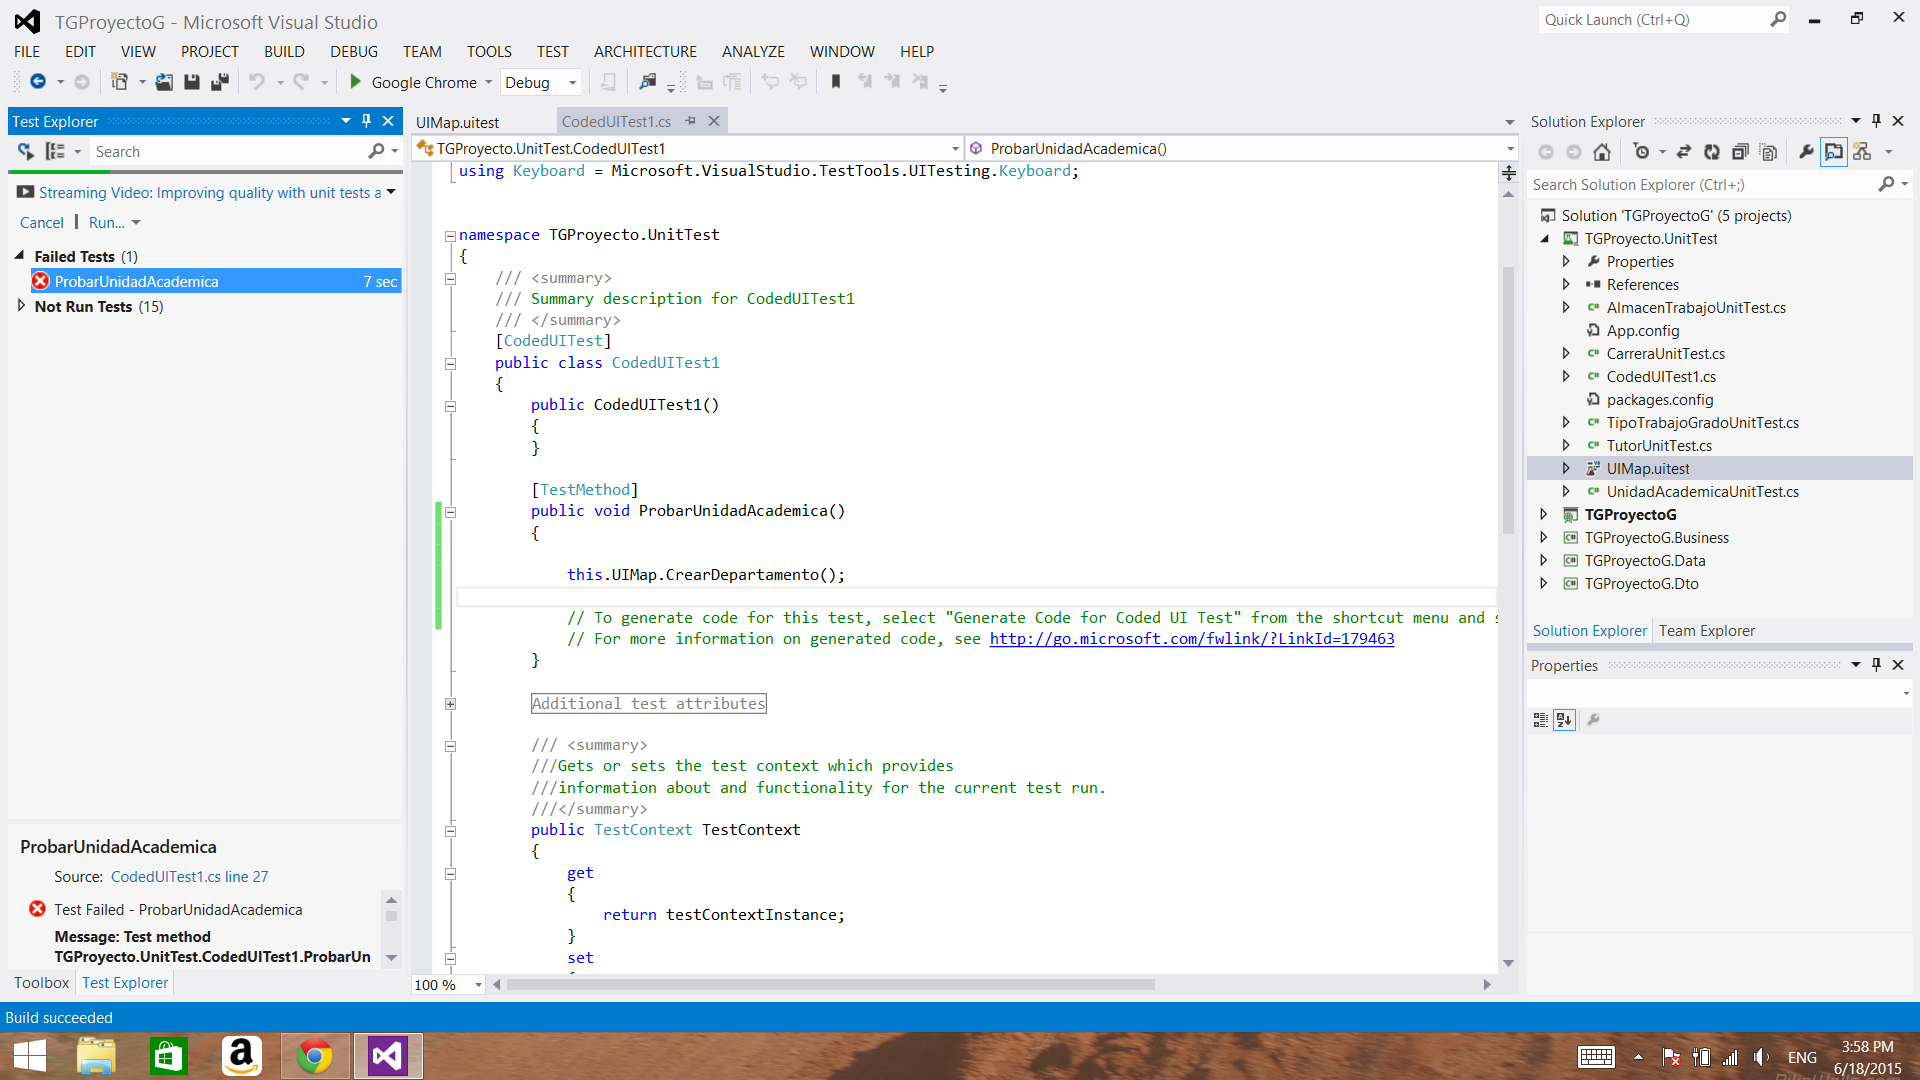 TGProyectoG - Microsoft Visual Studio
Quick Launch (Ctrl+Q)
FILE EDIT VIEW PROJECT BUILD DEBUG TEAM TOOLS TEST ARCHITECTURE ANALYZE WINDOW HELP
Google Chrome Debug
Test Explorer
Search
Streaming Video: Improving quality with unit tests a
Cancel | Run...
Failed Tests (1)
ProbarUnidadAcademica 7 sec
Not Run Tests (15)
ProbarUnidadAcademica
Source: CodedUITest1.cs line 27
Test Failed - ProbarUnidadAcademica
Message: Test method
TGProyecto.UnitTest.CodedUITest1.ProbarUn
Toolbox Test Explorer
UIMap.uitest CodedUITest1.cs
TGProyecto.UnitTest.CodedUITest1 ProbarUnidadAcademica()
using Keyboard = Microsoft.VisualStudio.TestTools.UITesting.Keyboard;
namespace TGProyecto.UnitTest
{
/// <summary>
/// Summary description for CodedUITest1
/// </summary>
[CodedUITest]
public class CodedUITest1
{
public CodedUITest1()
{
}
[TestMethod]
public void ProbarUnidadAcademica()
{
this.UIMap.CrearDepartamento();
// To generate code for this test, select "Generate Code for Coded UI Test" from the shortcut menu and s
// For more information on generated code, see http://go.microsoft.com/fwlink/?LinkId=179463
}
Additional test attributes
/// <summary>
///Gets or sets the test context which provides
///information about and functionality for the current test run.
///</summary>
public TestContext TestContext
{
get
{
return testContextInstance;
}
set
100 %
Solution Explorer
Search Solution Explorer (Ctrl+;)
Solution 'TGProyectoG' (5 projects)
TGProyecto.UnitTest
Properties
References
AlmacenTrabajoUnitTest.cs
App.config
CarreraUnitTest.cs
CodedUITest1.cs
packages.config
TipoTrabajoGradoUnitTest.cs
TutorUnitTest.cs
UIMap.uitest
UnidadAcademicaUnitTest.cs
TGProyectoG
TGProyectoG.Business
TGProyectoG.Data
TGProyectoG.Dto
Solution Explorer Team Explorer
Properties
Build succeeded
ENG
3:58 PM
6/18/2015